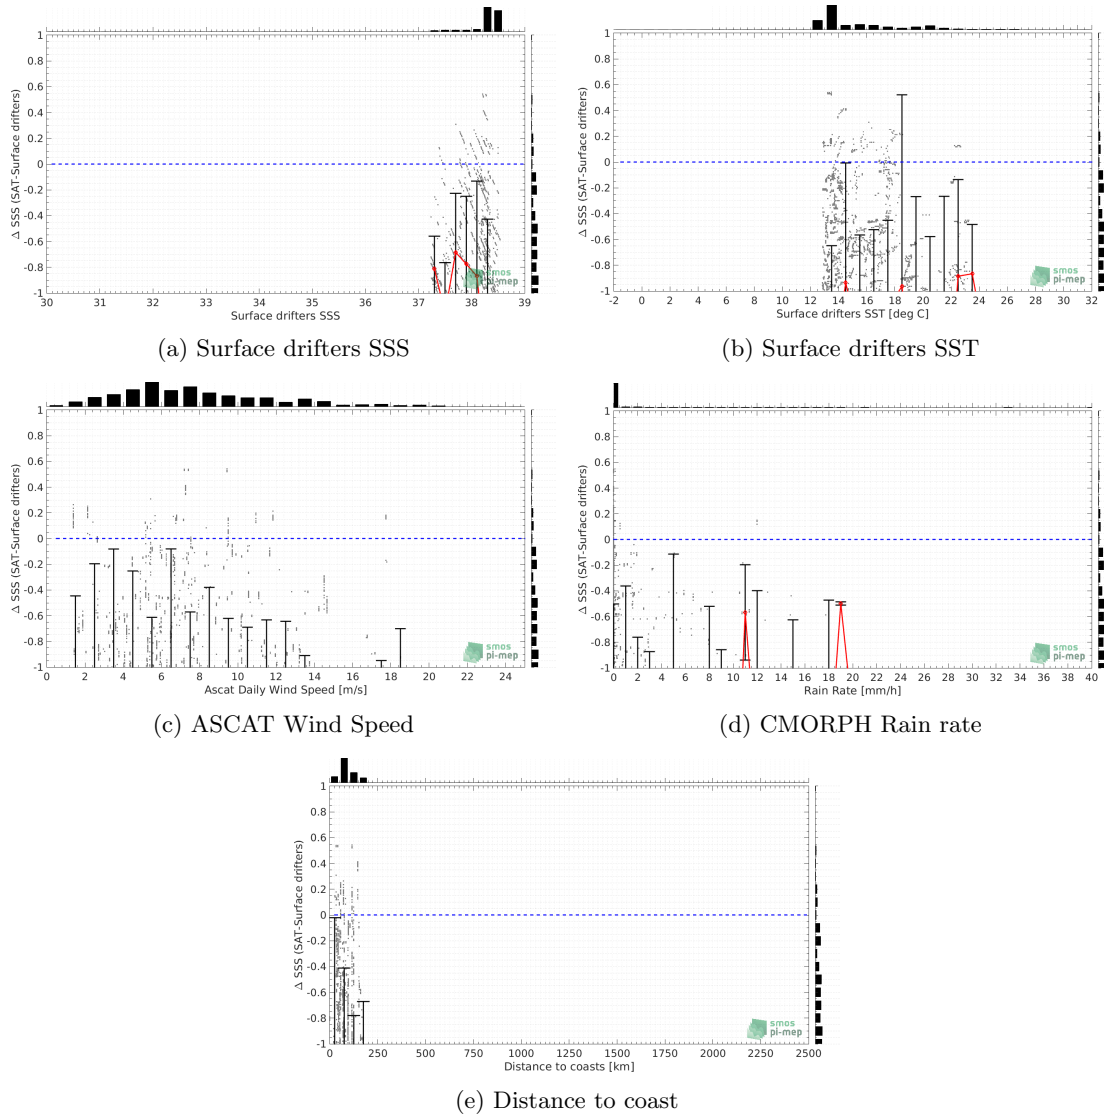 1
0.8
0.6
0.4
0.2
0
-0.2
-0.4
-0.6
-0.8
-1
Δ SSS (SAT-Surface drifters)
30 31 32 33 34 35 36 37 38 39
Surface drifters SSS
smos
pi-mep
(a) Surface drifters SSS
1
0.8
0.6
0.4
0.2
0
-0.2
-0.4
-0.6
-0.8
-1
Δ SSS (SAT-Surface drifters)
-2 0 2 4 6 8 10 12 14 16 18 20 22 24 26 28 30 32
Surface drifters SST [deg C]
smos
pi-mep
(b) Surface drifters SST
1
0.8
0.6
0.4
0.2
0
-0.2
-0.4
-0.6
-0.8
-1
Δ SSS (SAT-Surface drifters)
0 2 4 6 8 10 12 14 16 18 20 22 24
Ascat Daily Wind Speed [m/s]
smos
pi-mep
(c) ASCAT Wind Speed
1
0.8
0.6
0.4
0.2
0
-0.2
-0.4
-0.6
-0.8
-1
Δ SSS (SAT-Surface drifters)
0 2 4 6 8 10 12 14 16 18 20 22 24 26 28 30 32 34 36 38 40
Rain Rate [mm/h]
smos
pi-mep
(d) CMORPH Rain rate
1
0.8
0.6
0.4
0.2
0
-0.2
-0.4
-0.6
-0.8
-1
Δ SSS (SAT-Surface drifters)
0 250 500 750 1000 1250 1500 1750 2000 2250 2500
Distance to coasts [km]
smos
pi-mep
(e) Distance to coast